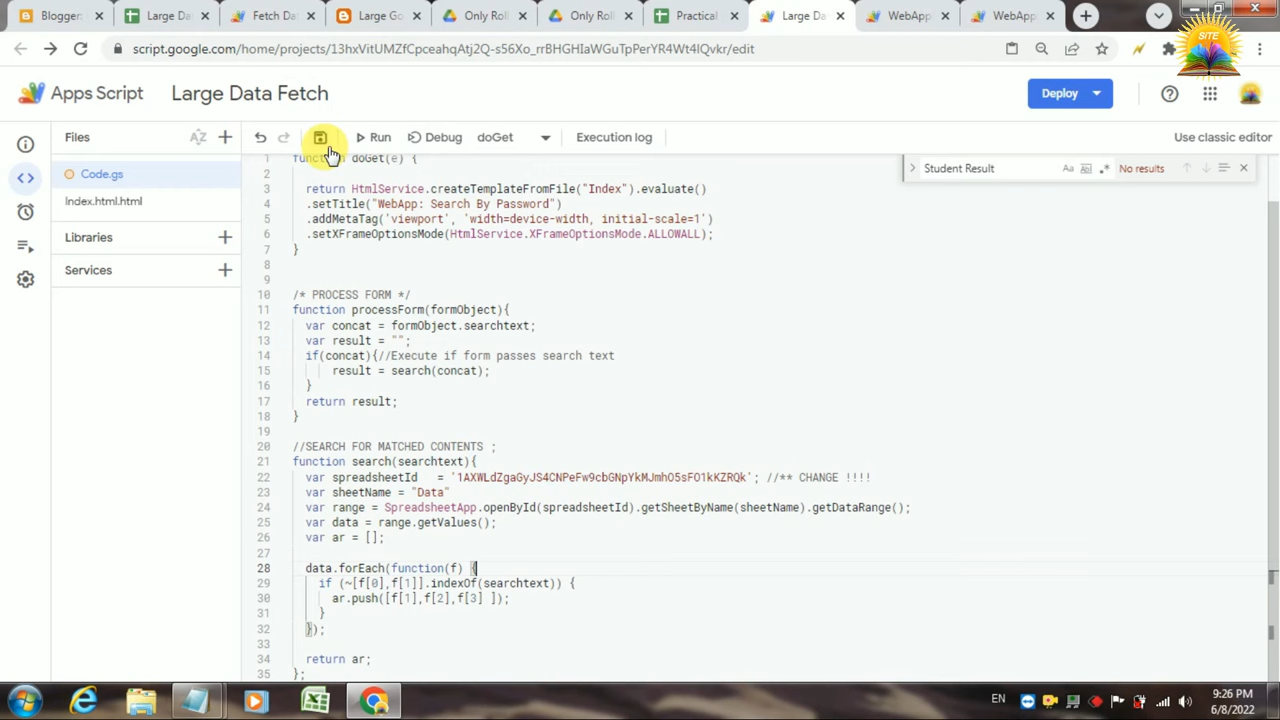 Blogger:
Large Da
Fetch Da
Large Go
Only Roll
Only Roll
Practical
Large Da
WebApp:
WebApp:
script.google.com/home/projects/13hxVitUMZfCpceahqAtj2Q-s56Xo_rrBHGHIaWGuTpPerYR4Wt4IQvkr/edit
SITE
Apps Script
Large Data Fetch
Deploy
Files
Run
Debug
doGet
Execution log
Use classic editor
Code.gs
Index.html.html
Libraries
Services
Student Result
No results
1 function doGet(e) {
2
3 return HtmlService.createTemplateFromFile("Index").evaluate()
4 .setTitle("WebApp: Search By Password")
5 .addMetaTag('viewport', 'width=device-width, initial-scale=1')
6 .setXFrameOptionsMode(HtmlService.XFrameOptionsMode.ALLOWALL);
7 }
8
9
10 /* PROCESS FORM */
11 function processForm(formObject){
12 var concat = formObject.searchtext;
13 var result = "";
14 if(concat){//Execute if form passes search text
15 result = search(concat);
16 }
17 return result;
18 }
19
20 //SEARCH FOR MATCHED CONTENTS ;
21 function search(searchtext){
22 var spreadsheetId = '1AXWLdZgaGyJS4CNPeFw9cbGNpYkMJmhO5sFO1kKZRQk'; //** CHANGE !!!!
23 var sheetName = "Data"
24 var range = SpreadsheetApp.openById(spreadsheetId).getSheetByName(sheetName).getDataRange();
25 var data = range.getValues();
26 var ar = [];
27
28 data.forEach(function(f) {
29 if (~[f[0],f[1]].indexOf(searchtext)) {
30 ar.push([f[1],f[2],f[3] ]);
31 }
32 });
33
34 return ar;
35 };
EN
9:26 PM
6/8/2022